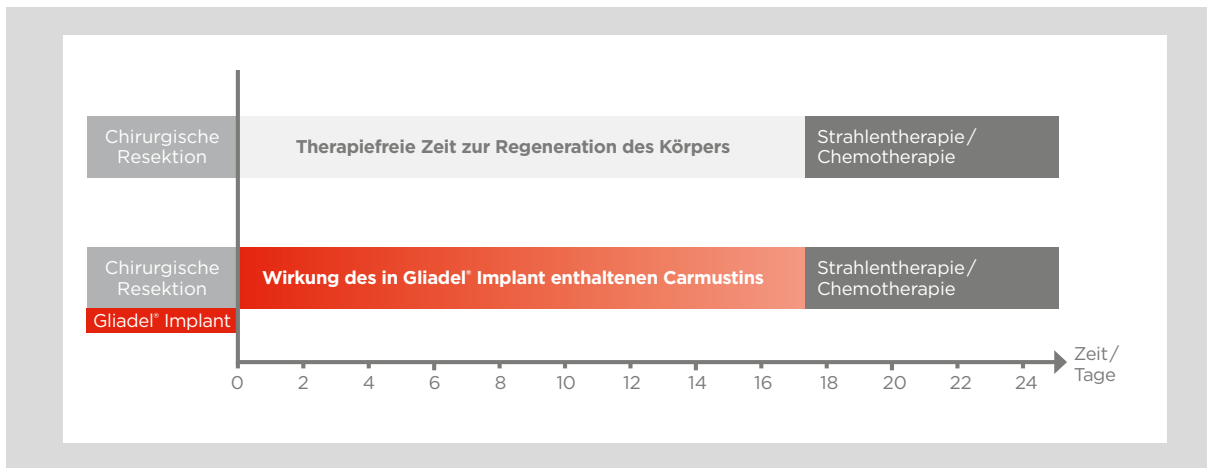 Chirurgische
Resektion
Therapiefreie Zeit zur Regeneration des Körpers
Strahlentherapie/
Chemotherapie
Chirurgische
Resektion
Wirkung des in Gliadel® Implant enthaltenen Carmustins
Strahlentherapie/
Chemotherapie
Gliadel® Implant
0 2 4 6 8 10 12 14 16 18 20 22 24
Zeit/
Tage